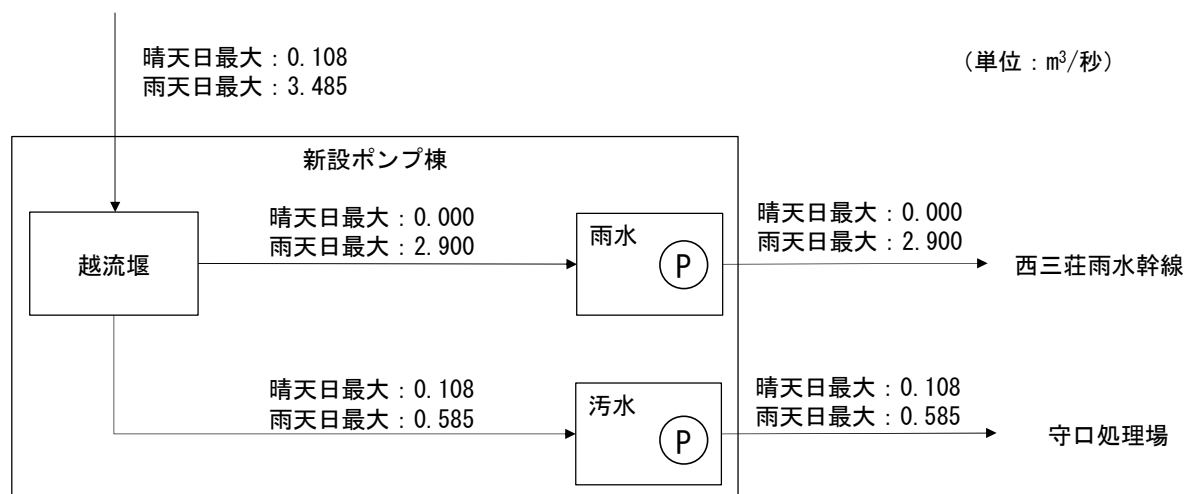 晴天日最大：0.108
雨天日最大：3.485
（単位：m³/秒）
新設ポンプ棟
越流堰
晴天日最大：0.000
雨天日最大：2.900
雨水
P
晴天日最大：0.000
雨天日最大：2.900
西三荘雨水幹線
晴天日最大：0.108
雨天日最大：0.585
汚水
P
晴天日最大：0.108
雨天日最大：0.585
守口処理場